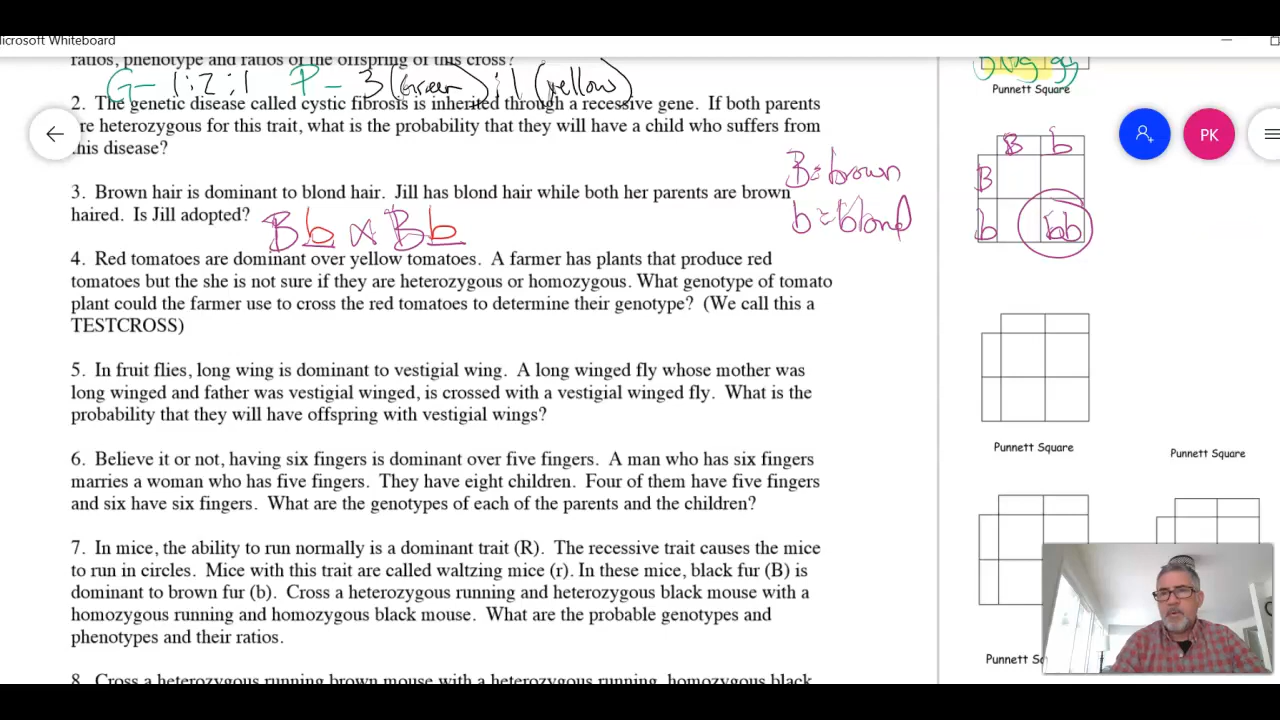 Microsoft Whiteboard
ratios, phenotype and ratios of the offspring of this cross?
G- 1:2:1 P- 3 (Green) : 1 (yellow)
2. The genetic disease called cystic fibrosis is inherited through a recessive gene. If both parents
are heterozygous for this trait, what is the probability that they will have a child who suffers from
this disease?
3. Brown hair is dominant to blond hair. Jill has blond hair while both her parents are brown
haired. Is Jill adopted?
Bb x Bb
B=brown
b=blond
4. Red tomatoes are dominant over yellow tomatoes. A farmer has plants that produce red
tomatoes but the she is not sure if they are heterozygous or homozygous. What genotype of tomato
plant could the farmer use to cross the red tomatoes to determine their genotype? (We call this a
TESTCROSS)
5. In fruit flies, long wing is dominant to vestigial wing. A long winged fly whose mother was
long winged and father was vestigial winged, is crossed with a vestigial winged fly. What is the
probability that they will have offspring with vestigial wings?
6. Believe it or not, having six fingers is dominant over five fingers. A man who has six fingers
marries a woman who has five fingers. They have eight children. Four of them have five fingers
and six have six fingers. What are the genotypes of each of the parents and the children?
7. In mice, the ability to run normally is a dominant trait (R). The recessive trait causes the mice
to run in circles. Mice with this trait are called waltzing mice (r). In these mice, black fur (B) is
dominant to brown fur (b). Cross a heterozygous running and heterozygous black mouse with a
homozygous running and homozygous black mouse. What are the probable genotypes and
phenotypes and their ratios.
8. Cross a heterozygous running brown mouse with a heterozygous running, homozygous black
Punnett Square
PK
B b
B
b bb
Punnett Square
Punnett Square
Punnett Sq